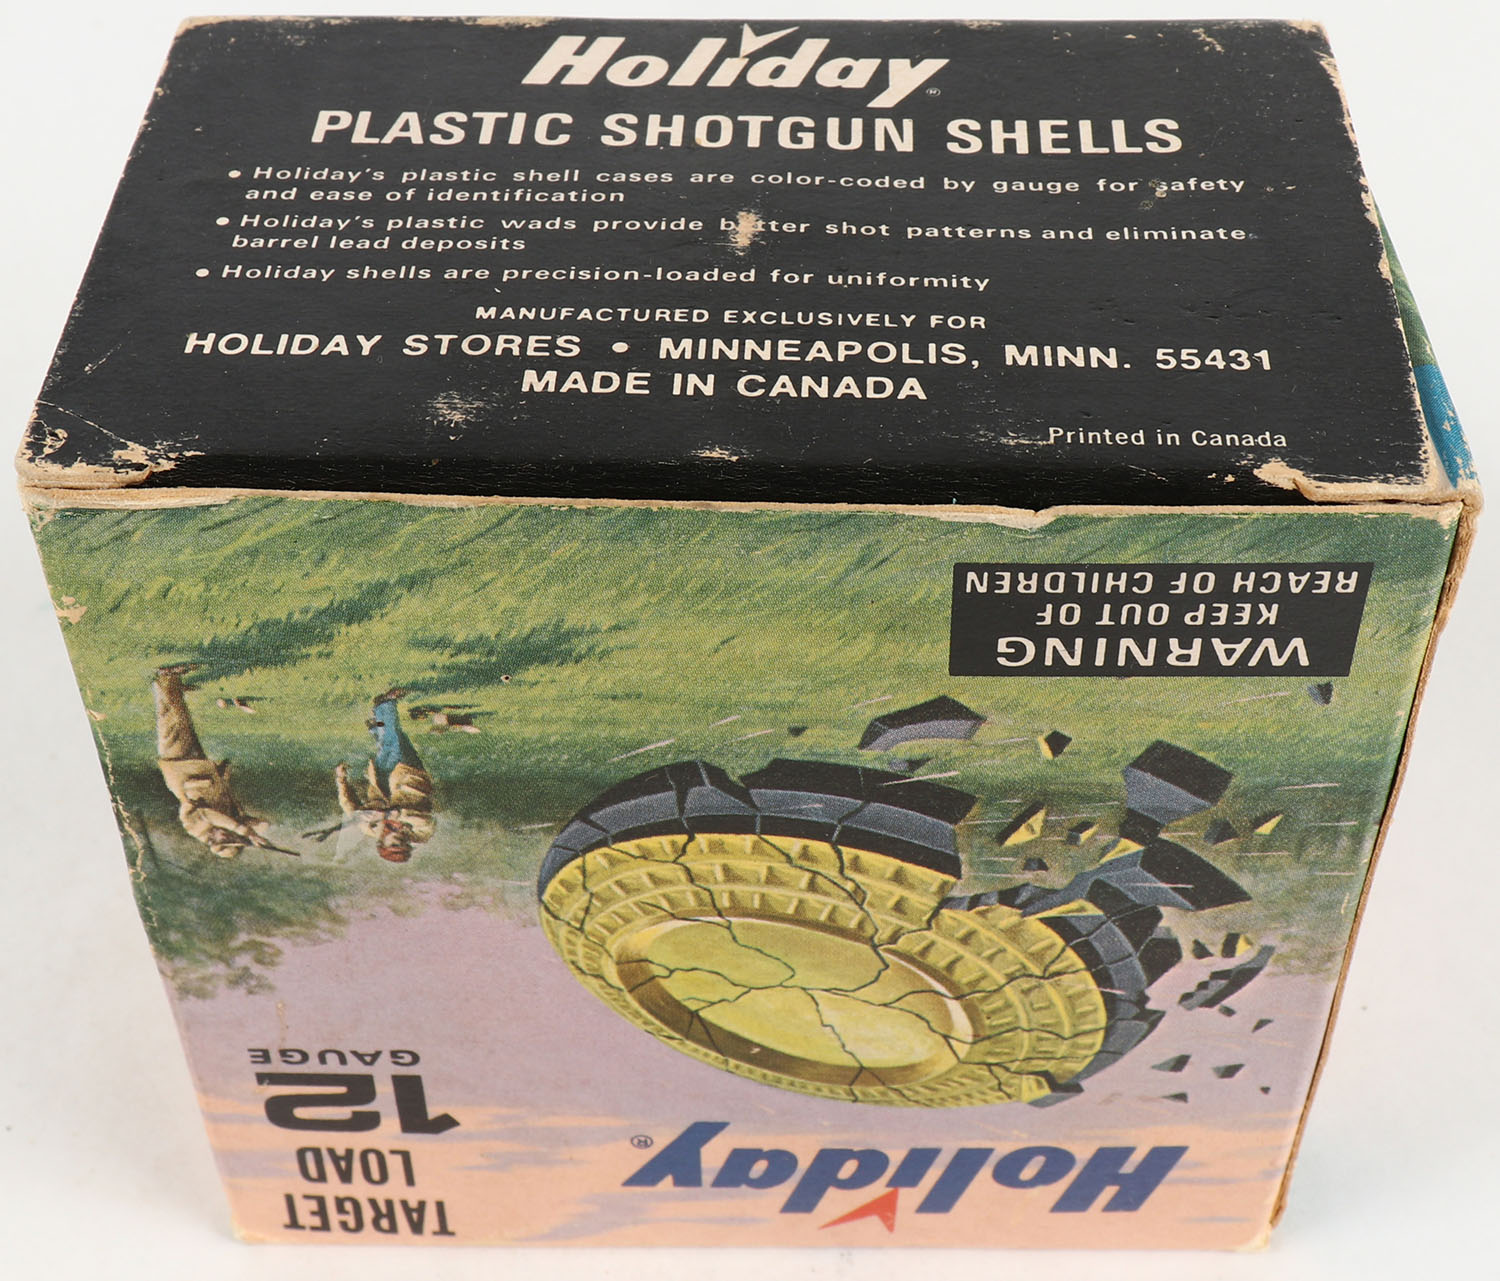 Holiday®
PLASTIC SHOTGUN SHELLS
• Holiday's plastic shell cases are color-coded by gauge for safety
and ease of identification
• Holiday's plastic wads provide better shot patterns and eliminate
barrel lead deposits
• Holiday shells are precision-loaded for uniformity
MANUFACTURED EXCLUSIVELY FOR
HOLIDAY STORES • MINNEAPOLIS, MINN. 55431
MADE IN CANADA
Printed in Canada
Holiday®
TARGET
LOAD
12
GAUGE
WARNING
KEEP OUT OF
REACH OF CHILDREN